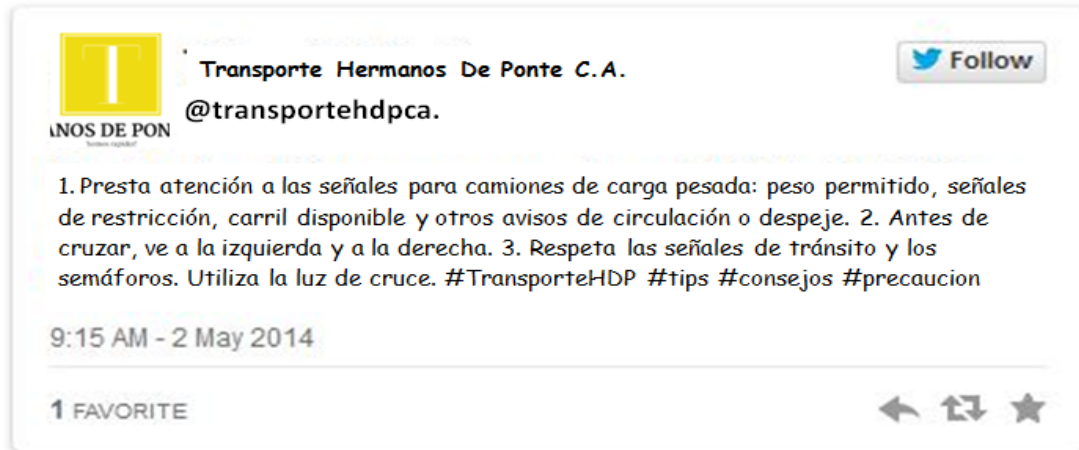 T
Transporte Hermanos De Ponte C.A.
Follow
@transportehdpca.
ANOS DE PON
1. Presta atención a las señales para camiones de carga pesada: peso permitido, señales
de restricción, carril disponible y otros avisos de circulación o despeje. 2. Antes de
cruzar, ve a la izquierda y a la derecha. 3. Respeta las señales de tránsito y los
semáforos. Utiliza la luz de cruce. #TransporteHDP #tips #consejos #precaucion
9:15 AM - 2 May 2014
1 FAVORITE